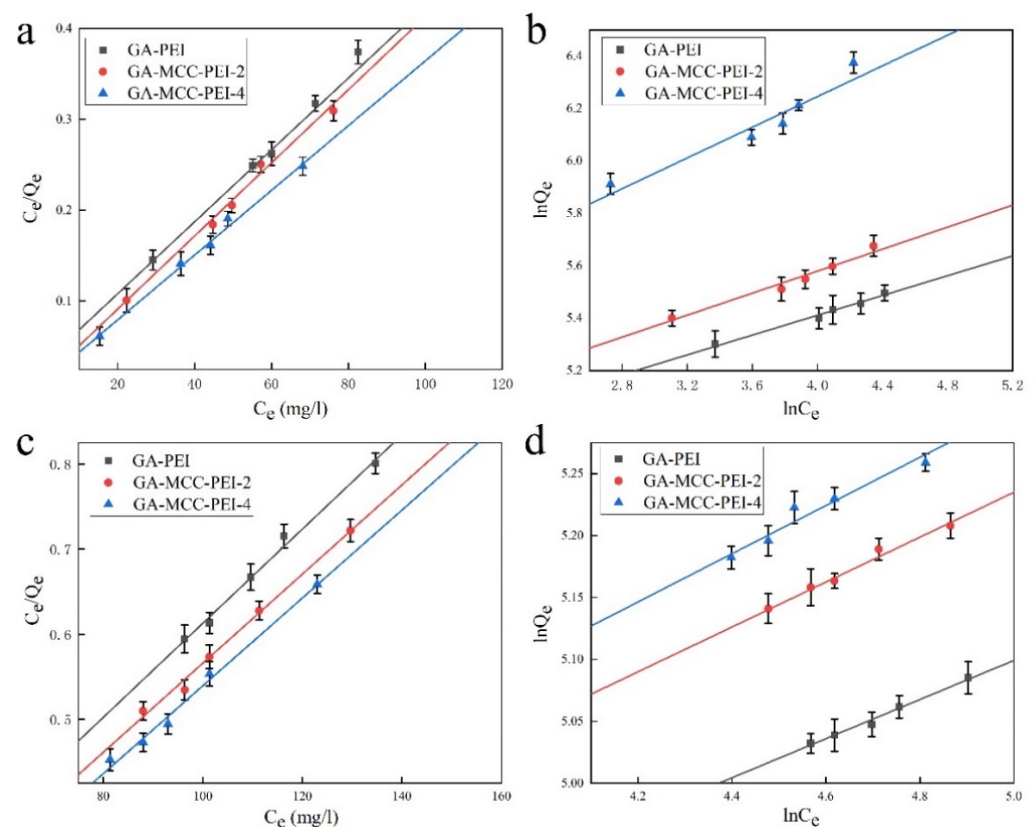 a
GA-PEI
GA-MCC-PEI-2
GA-MCC-PEI-4
0.4
0.3
0.2
0.1
Ce/Qe
20 40 60 80 100 120
Ce (mg/l)
b
GA-PEI
GA-MCC-PEI-2
GA-MCC-PEI-4
6.4
6.2
6.0
5.8
5.6
5.4
5.2
lnQe
2.8 3.2 3.6 4.0 4.4 4.8 5.2
lnCe
c
GA-PEI
GA-MCC-PEI-2
GA-MCC-PEI-4
0.8
0.7
0.6
0.5
Ce/Qe
80 100 120 140 160
Ce (mg/l)
d
GA-PEI
GA-MCC-PEI-2
GA-MCC-PEI-4
5.25
5.20
5.15
5.10
5.05
5.00
lnQe
4.2 4.4 4.6 4.8 5.0
lnCe